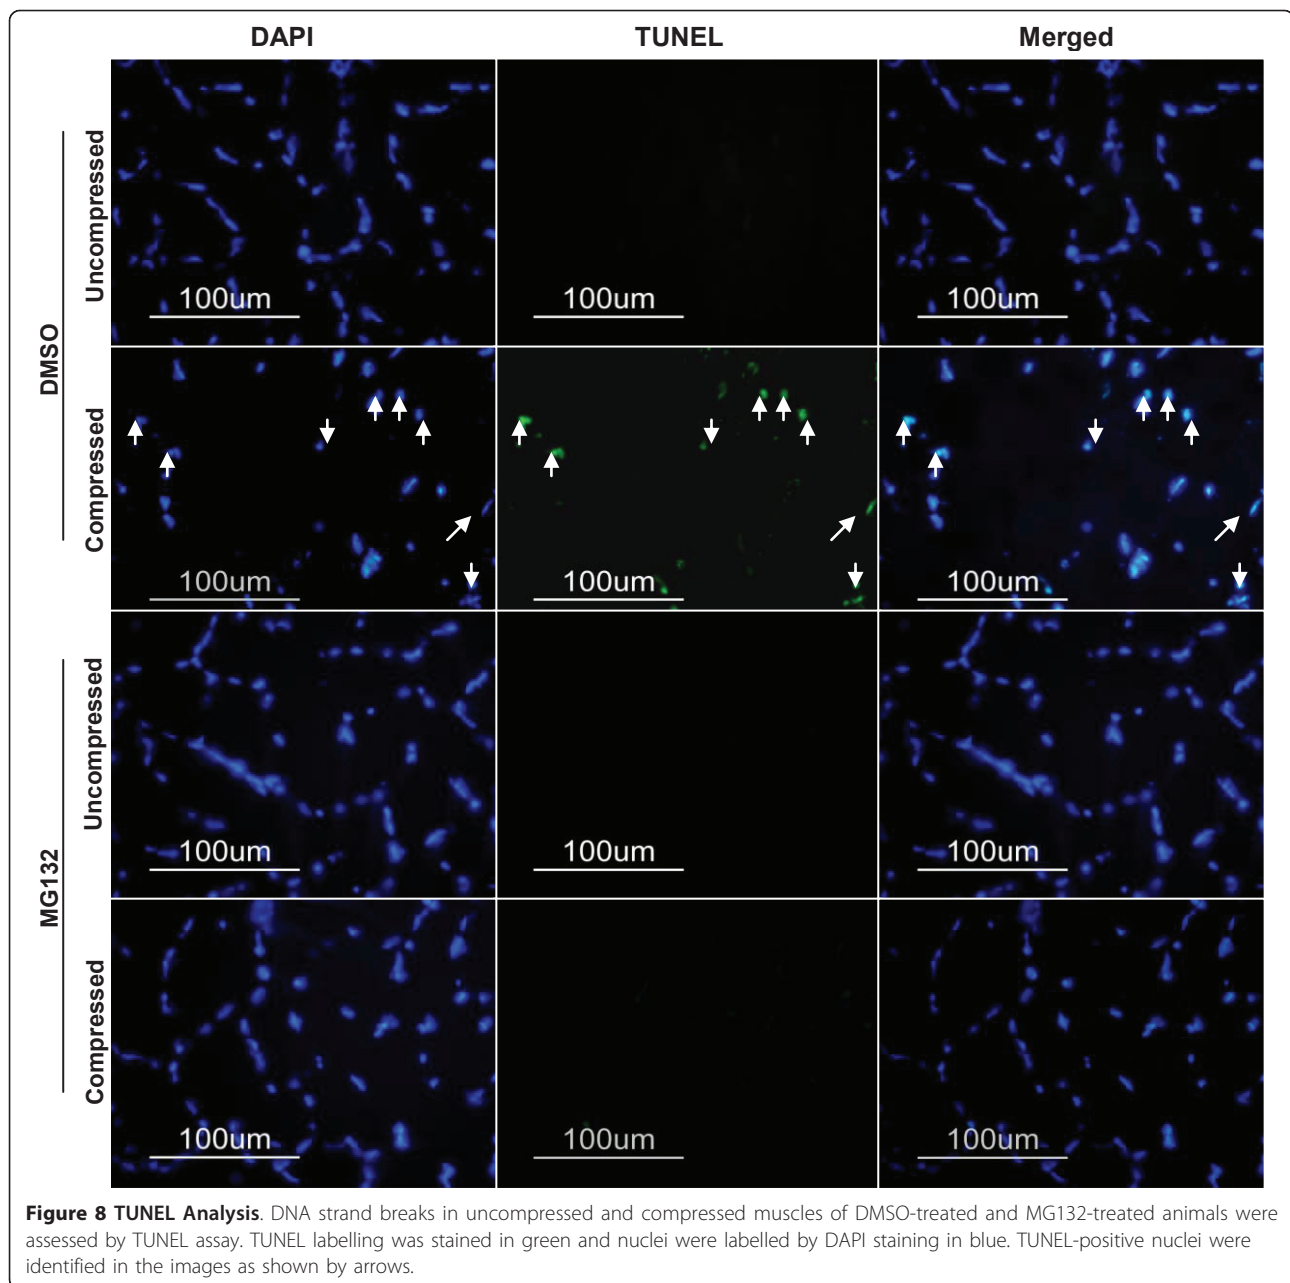 DAPI TUNEL Merged
DMSO
Uncompressed
100um 100um 100um
Compressed
100um 100um 100um
MG132
Uncompressed
100um 100um 100um
Compressed
100um 100um 100um
Figure 8 TUNEL Analysis. DNA strand breaks in uncompressed and compressed muscles of DMSO-treated and MG132-treated animals were
assessed by TUNEL assay. TUNEL labelling was stained in green and nuclei were labelled by DAPI staining in blue. TUNEL-positive nuclei were
identified in the images as shown by arrows.